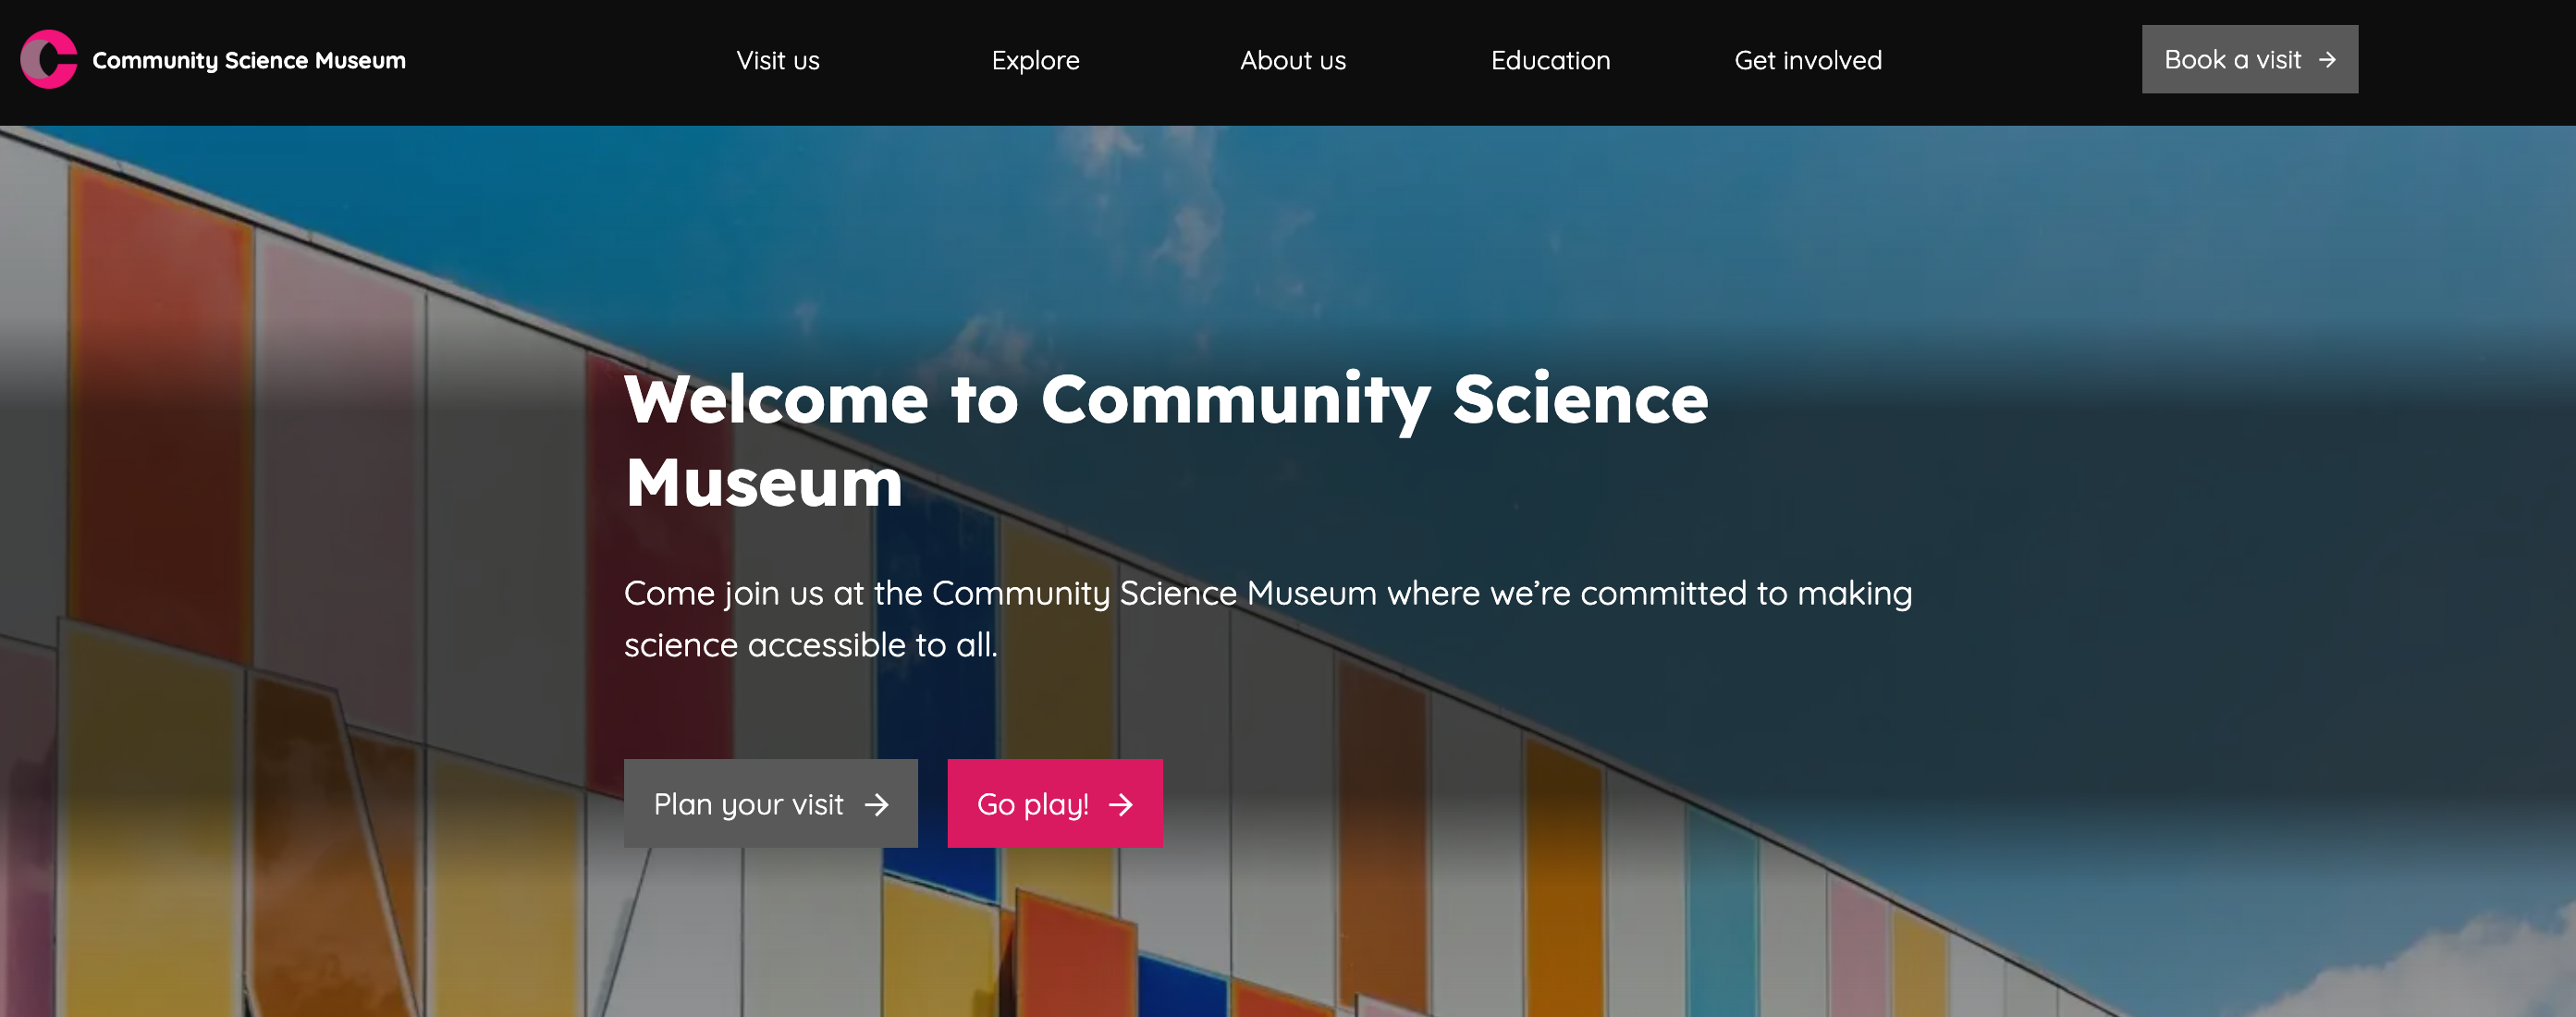 Community Science Museum
Visit us
Explore
About us
Education
Get involved
Book a visit →
Welcome to Community Science
Museum
Come join us at the Community Science Museum where we’re committed to making
science accessible to all.
Plan your visit →
Go play! →